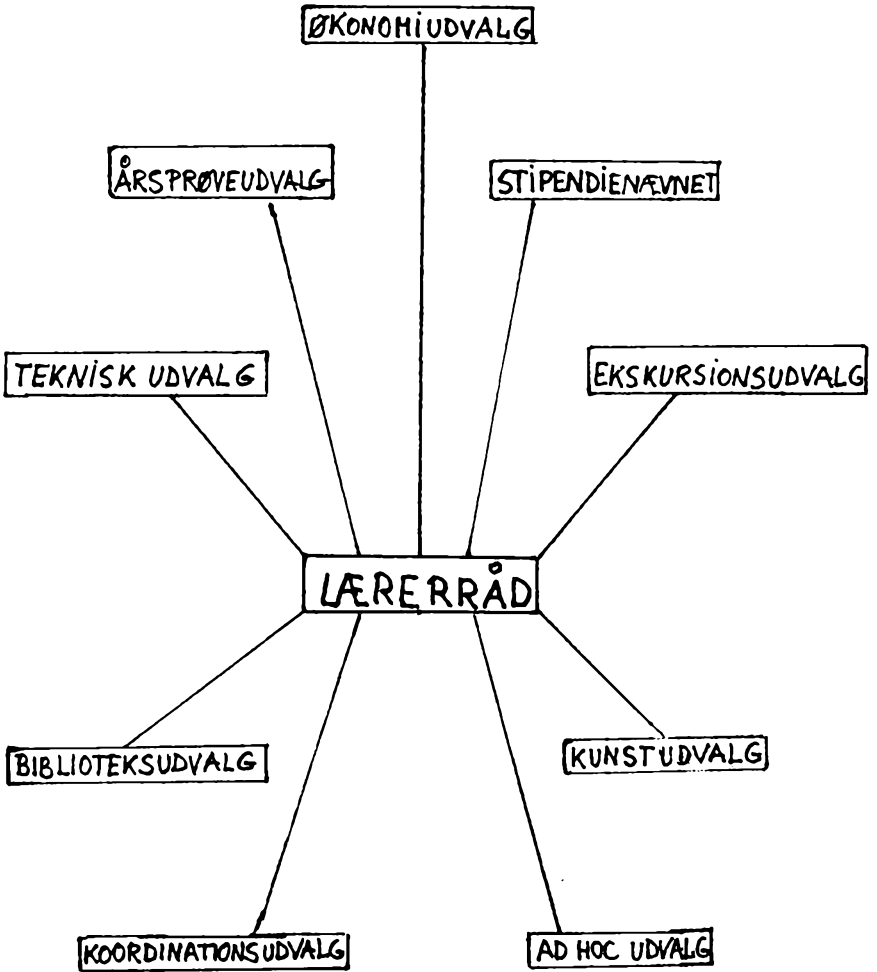 ØKONOMIUDVALG
ÅRSPRØVEUDVALG
STIPENDIENÆVNET
TEKNISK UDVALG
EKSKURSIONSUDVALG
LÆRERRÅD
BIBLIOTEKSUDVALG
KUNSTUDVALG
KOORDINATIONSUDVALG
AD HOC UDVALG